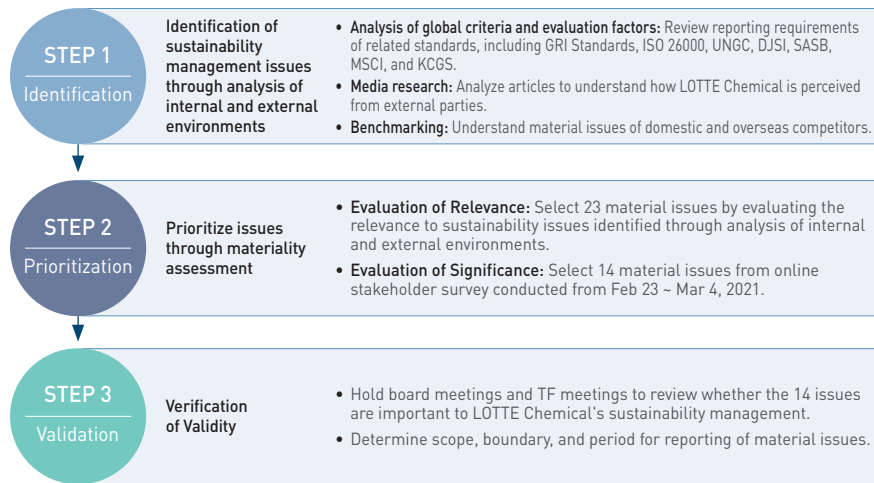 STEP 1
Identification
Identification of
sustainability
management issues
through analysis of
internal and external
environments
• Analysis of global criteria and evaluation factors: Review reporting requirements
of related standards, including GRI Standards, ISO 26000, UNGC, DJSI, SASB,
MSCI, and KCGS.
• Media research: Analyze articles to understand how LOTTE Chemical is perceived
from external parties.
• Benchmarking: Understand material issues of domestic and overseas competitors.
STEP 2
Prioritization
Prioritize issues
through materiality
assessment
• Evaluation of Relevance: Select 23 material issues by evaluating the
relevance to sustainability issues identified through analysis of internal
and external environments.
• Evaluation of Significance: Select 14 material issues from online
stakeholder survey conducted from Feb 23 ~ Mar 4, 2021.
STEP 3
Validation
Verification
of Validity
• Hold board meetings and TF meetings to review whether the 14 issues
are important to LOTTE Chemical's sustainability management.
• Determine scope, boundary, and period for reporting of material issues.